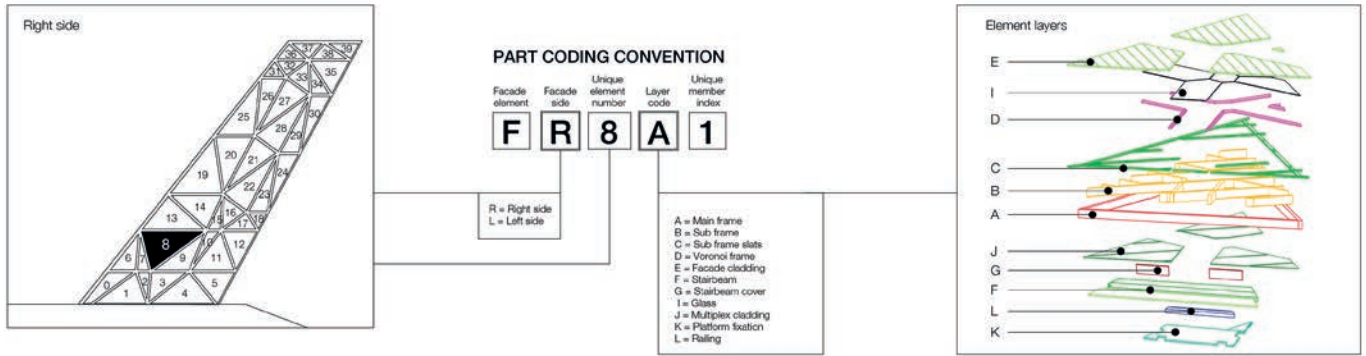 Right side
37
39
36
38
32
35
31
33
34
26
27
30
25
28
29
20
21
24
19
22
23
14
16
18
13
15
17
8
10
12
6
7
9
11
0
2
3
5
1
4
PART CODING CONVENTION
Facade element
Facade side
Unique element number
Layer code
Unique member index
F R 8 A 1
R = Right side
L = Left side
A = Main frame
B = Sub frame
C = Sub frame slats
D = Voronoi frame
E = Facade cladding
F = Stairbeam
G = Stairbeam cover
I = Glass
J = Multiplex cladding
K = Platform fixation
L = Railing
Element layers
E
I
D
C
B
A
J
G
F
L
K